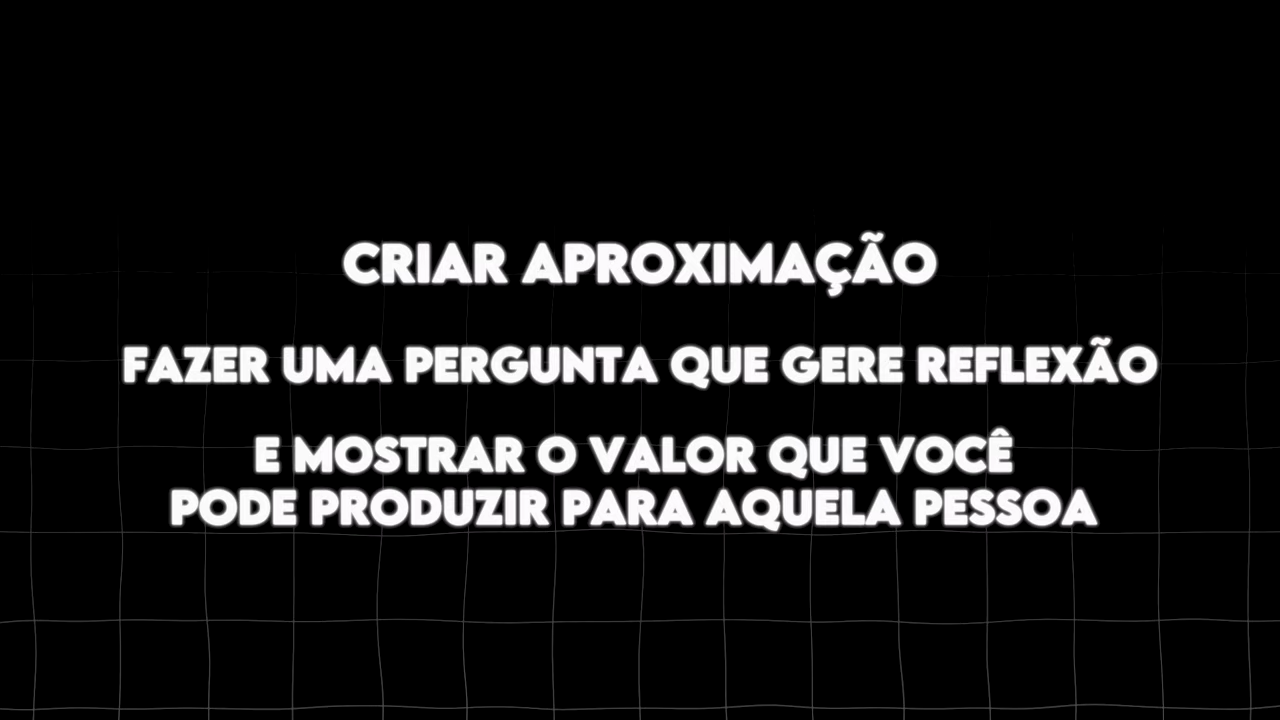 CRIAR APROXIMAÇÃO
FAZER UMA PERGUNTA QUE GERE REFLEXÃO
E MOSTRAR O VALOR QUE VOCÊ
PODE PRODUZIR PARA AQUELA PESSOA